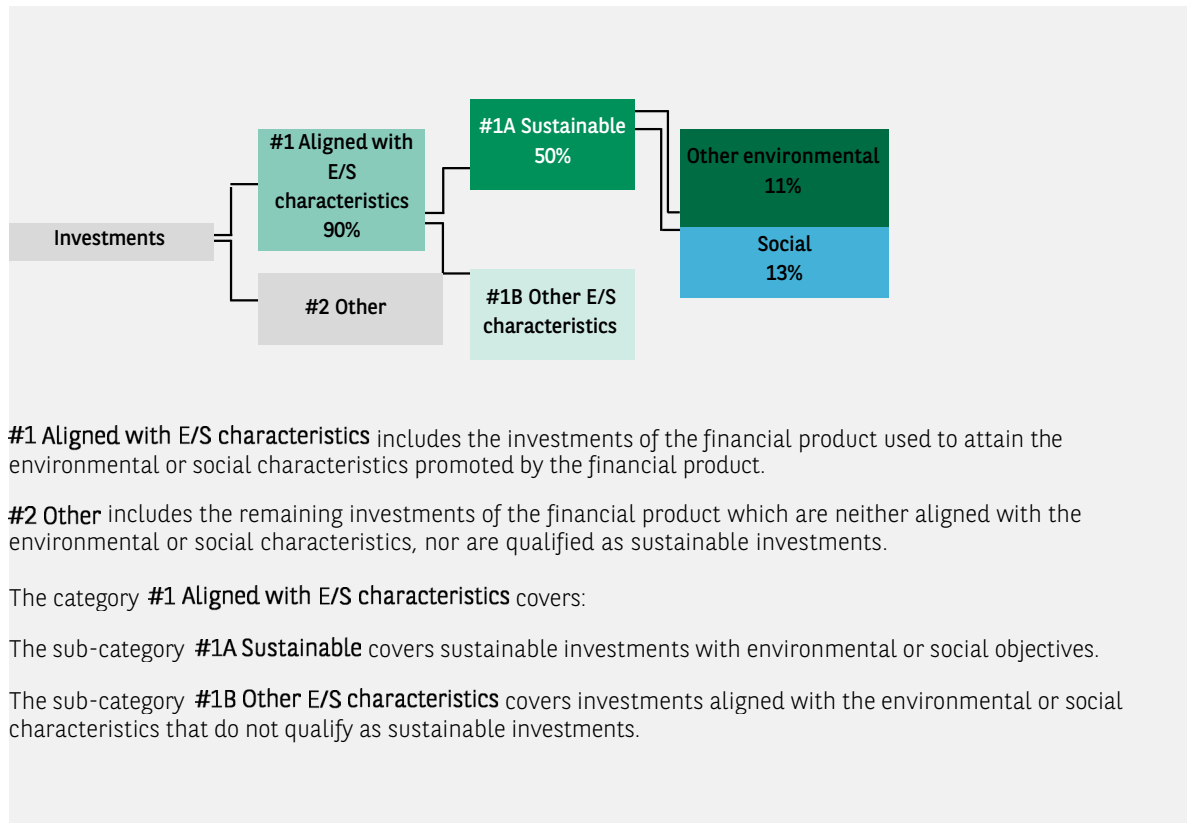 #1A Sustainable
50%
#1 Aligned with
E/S
characteristics
90%
Other environmental
11%
Investments
Social
13%
#2 Other
#1B Other E/S
characteristics
#1 Aligned with E/S characteristics includes the investments of the financial product used to attain the
environmental or social characteristics promoted by the financial product.
#2 Other includes the remaining investments of the financial product which are neither aligned with the
environmental or social characteristics, nor are qualified as sustainable investments.
The category #1 Aligned with E/S characteristics covers:
The sub-category #1A Sustainable covers sustainable investments with environmental or social objectives.
The sub-category #1B Other E/S characteristics covers investments aligned with the environmental or social
characteristics that do not qualify as sustainable investments.